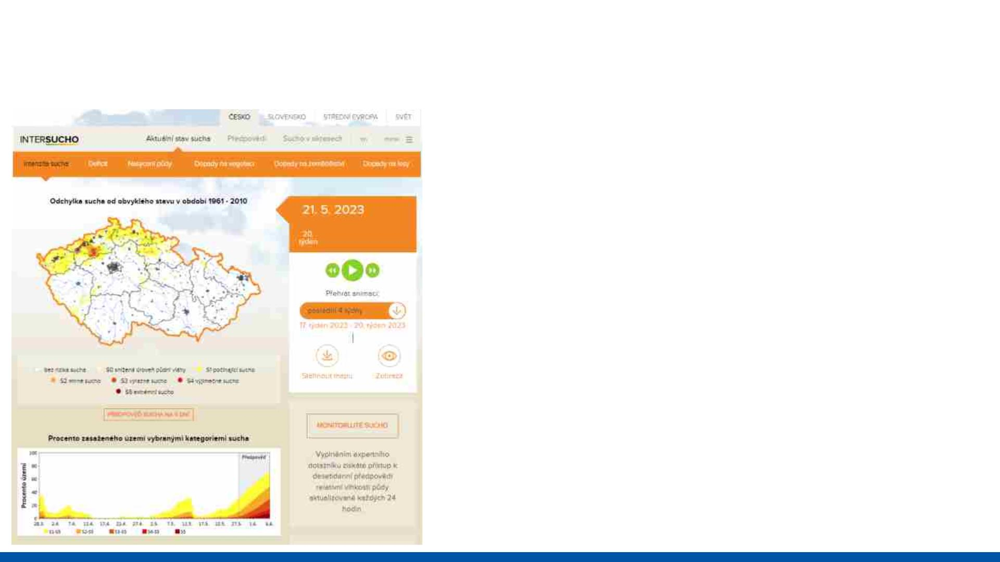 ČESKO SLOVENSKO STŘEDNÍ EVROPA SVĚT
INTERSUCHO Aktuální stav sucha Předpovědi Sucho v okresech en menu
Intenzita sucha Deficit Nasycení půdy Dopady na vegetaci Dopady na zemědělství Dopady na lesy
Odchylka sucha od obvyklého stavu v období 1961 - 2010
21. 5. 2023
20.
týden
Přehrát animaci:
poslední 4 týdny
17. týden 2023 - 20. týden 2023
Stáhnout mapu Zobrazit
bez rizika sucha S0 snížená úroveň půdní vláhy S1 počínající sucho
S2 mírné sucho S3 výrazné sucho S4 výjimečné sucho
S5 extrémní sucho
PŘEDPOVĚĎ SUCHA NA DNÍ
MONITORUJTE SUCHO
Vyplněním expertního
dotazníku získáte přístup k
desetidenní předpovědi
relativní vlhkosti půdy
aktualizované každých 24
hodin
Procento zasaženého území vybranými kategoriemi sucha
Procento území
Předpověď
100
80
60
40
20
0
2.4. 7.4. 12.4. 17.4. 22.4. 27.4. 2.5. 7.5. 12.5. 17.5. 27.5. 1.6. 6.6.
S1-S5 S2-S5 S3-S5 S4-S5 S5